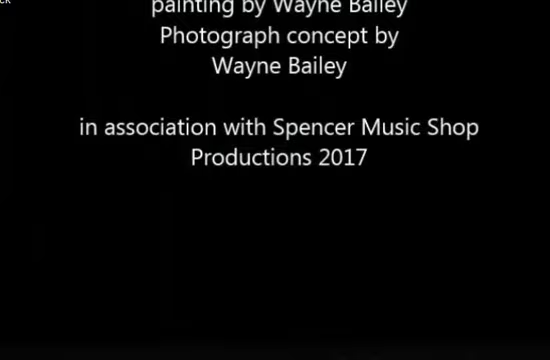 painting by Wayne Bailey
Photograph concept by
Wayne Bailey
in association with Spencer Music Shop
Productions 2017